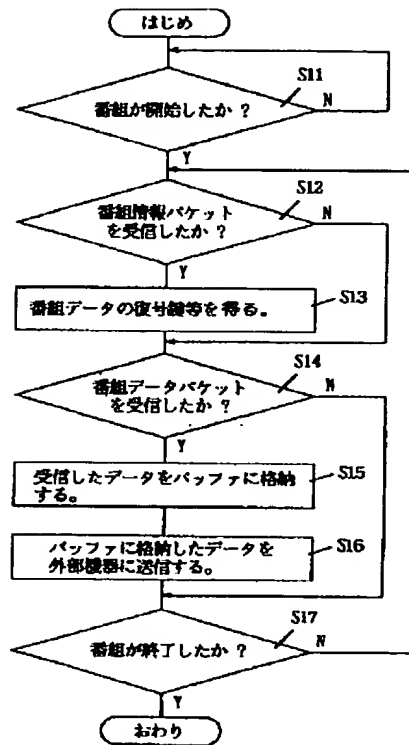 はじめ
S11
番組が開始したか ?
N
Y
S12
番組情報パケット
を受信したか ?
N
Y
S13
番組データの復号鍵等を得る。
S14
番組データパケット
を受信したか ?
N
Y
S15
受信したデータをバッファに格納
する。
S16
バッファに格納したデータを
外部機器に送信する。
S17
番組が終了したか ?
N
Y
おわり